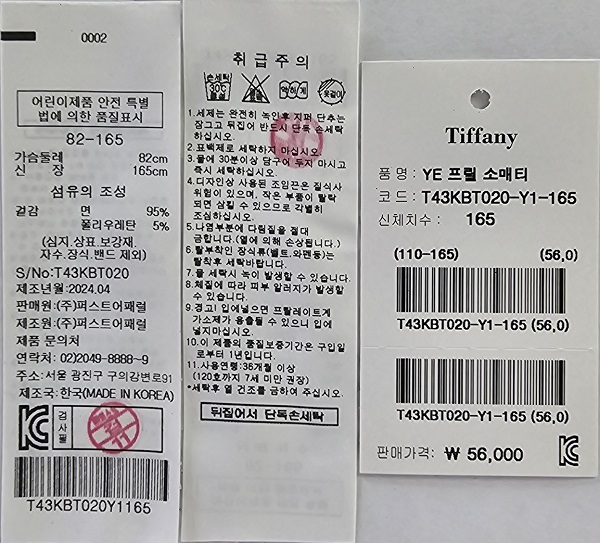 0002
어린이제품 안전 특별
법에 의한 품질표시
82-165
가슴둘레 82cm
신 장 165cm
섬유의 조성
겉감 면 95%
폴리우레탄 5%
(심지,상표,보강재,
자수.장식.밴드 제외)
S/No:T43KBT020
제조년월:2024.04
판매원:(주)퍼스트어패럴
제조원:(주)퍼스트어패럴
제품 문의처
연락처: 02)2049-8888~9
주소:서울 광진구 구의강변로91
제조국:한국(MADE IN KOREA)
검사필
T43KBT020Y1165
취급주의
손세탁
30℃
중성
약하게
옷걸이
1.세제는 완전히 녹인후 지퍼 단추는
잠그고 뒤집어 반드시 단독 손세탁
하십시요.
2.표백제로 세탁하지 마십시요.
3.물에 30분이상 담구어 두지 마시고
즉시 세탁하십시요.
4.디자인상 사용된 조임끈은 질식사
위험이 있으며, 작은 부품이 탈락
되면 삼킬 수 있으므로 각별히
조심하십시요.
5.나염부분에 다림질을 절대
금합니다.(열에 의해 손상됩니다.)
6.탈부착인 장식류(벨트,와펜등)는
탈착후 세탁바랍니다.
7.물 세탁시 녹이 발생할 수 있습니다.
8.체질에 따라 피부 알러지가 발생할
수 있습니다.
9.경고! 입에넣으면 프탈레이트계
가소제가 용출될 수 있으니 입에
넣지마십시요.
10.이 제품의 품질보증기간은 구입일
로부터 1년입니다.
11.사용연령:36개월 이상
(120호까지 7세 미만 권장)
*세탁후 열 건조를 금하여 주십시요.
뒤집어서 단독손세탁
Tiffany
품 명 : YE 프릴 소매티
코 드 : T43KBT020-Y1-165
신체치수 : 165
(110-165) (56,0)
T43KBT020-Y1-165 (56,0)
T43KBT020-Y1-165 (56,0)
판매가격: ₩ 56,000